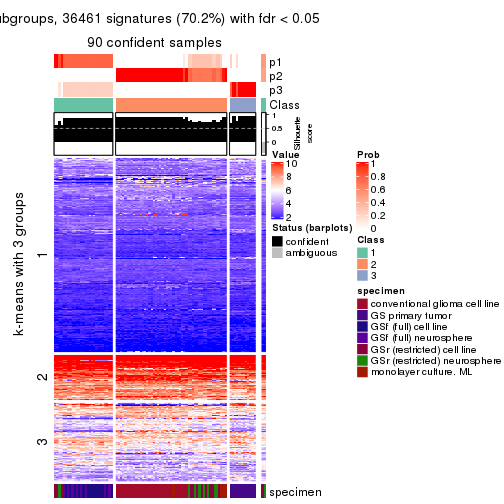 ubgroups, 36461 signatures (70.2%) with fdr < 0.05
90 confident samples
p1
p2
p3
Class
1
0.5
0
Silhouette
score
k-means with 3 groups
1
2
3
Value
10
8
6
4
2
Status (barplots)
confident
ambiguous
Prob
1
0.8
0.6
0.4
0.2
0
Class
1
2
3
specimen
conventional glioma cell line
GS primary tumor
GSf (full) cell line
GSf (full) neurosphere
GSr (restricted) cell line
GSr (restricted) neurosphere
monolayer culture. ML
specimen